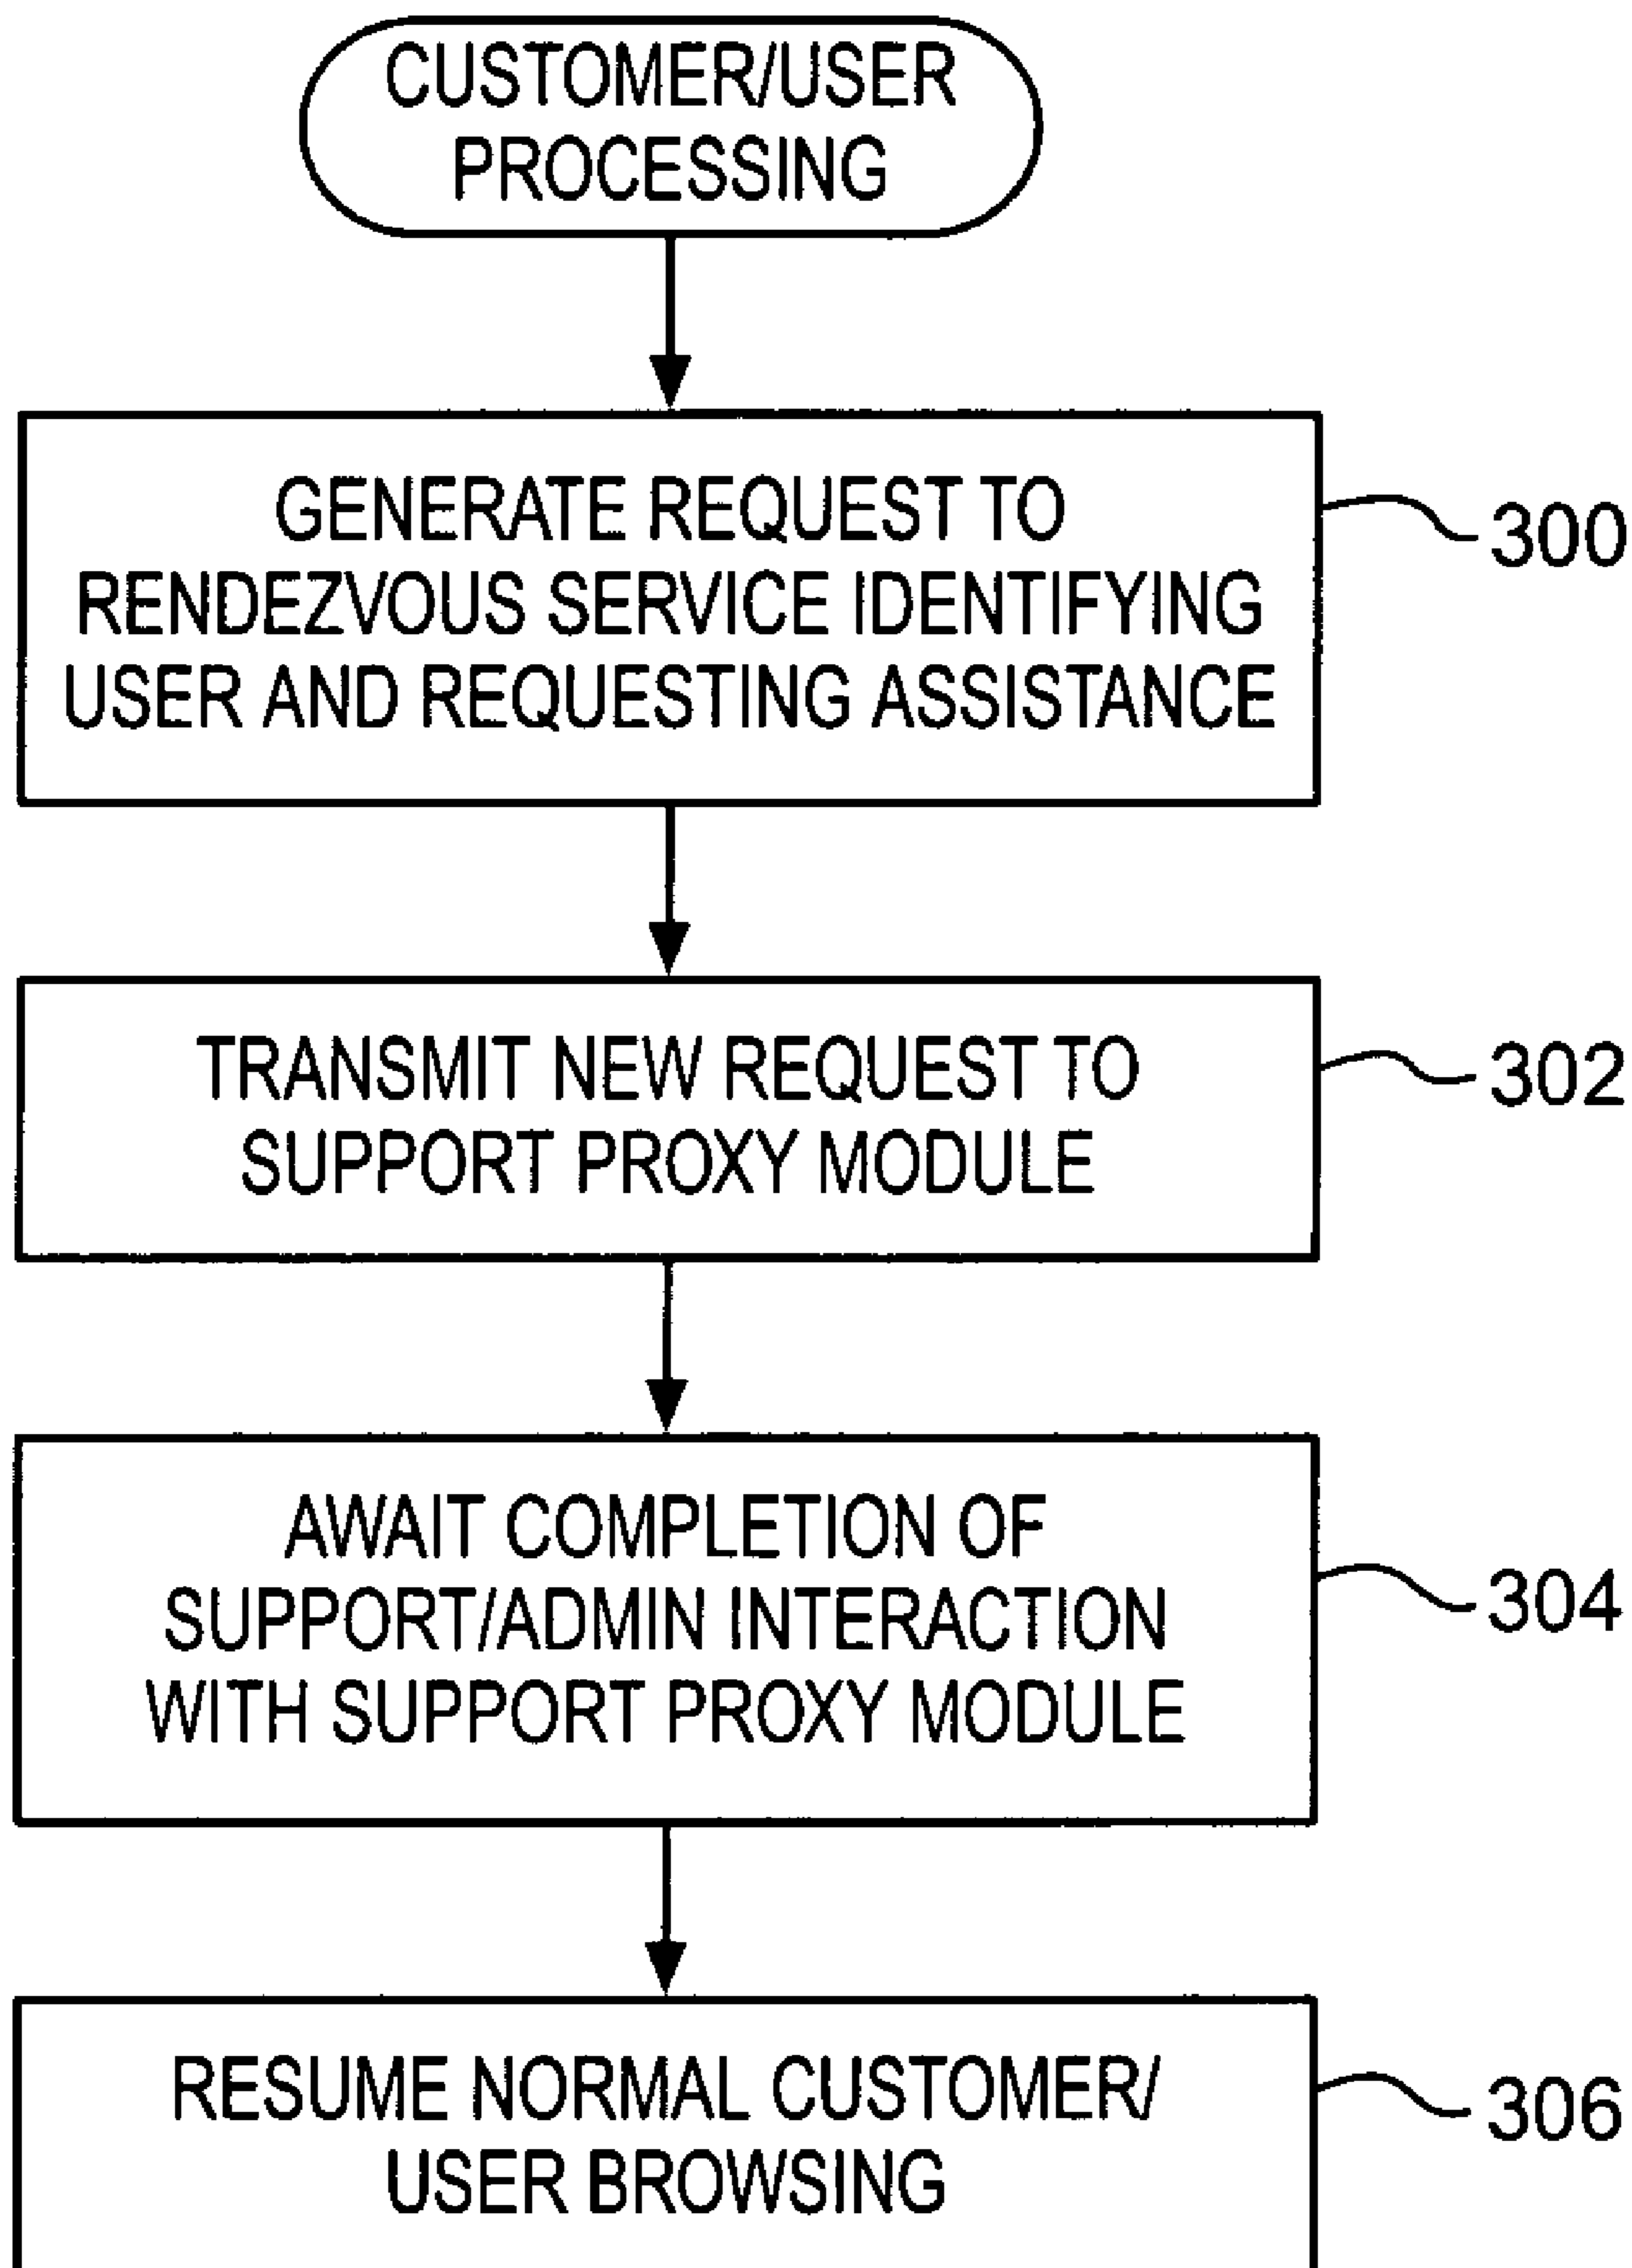 CUSTOMER/USER
PROCESSING
GENERATE REQUEST TO
RENDEZVOUS SERVICE IDENTIFYING
USER AND REQUESTING ASSISTANCE
300
TRANSMIT NEW REQUEST TO
SUPPORT PROXY MODULE
302
AWAIT COMPLETION OF
SUPPORT/ADMIN INTERACTION
WITH SUPPORT PROXY MODULE
304
RESUME NORMAL CUSTOMER/
USER BROWSING
306